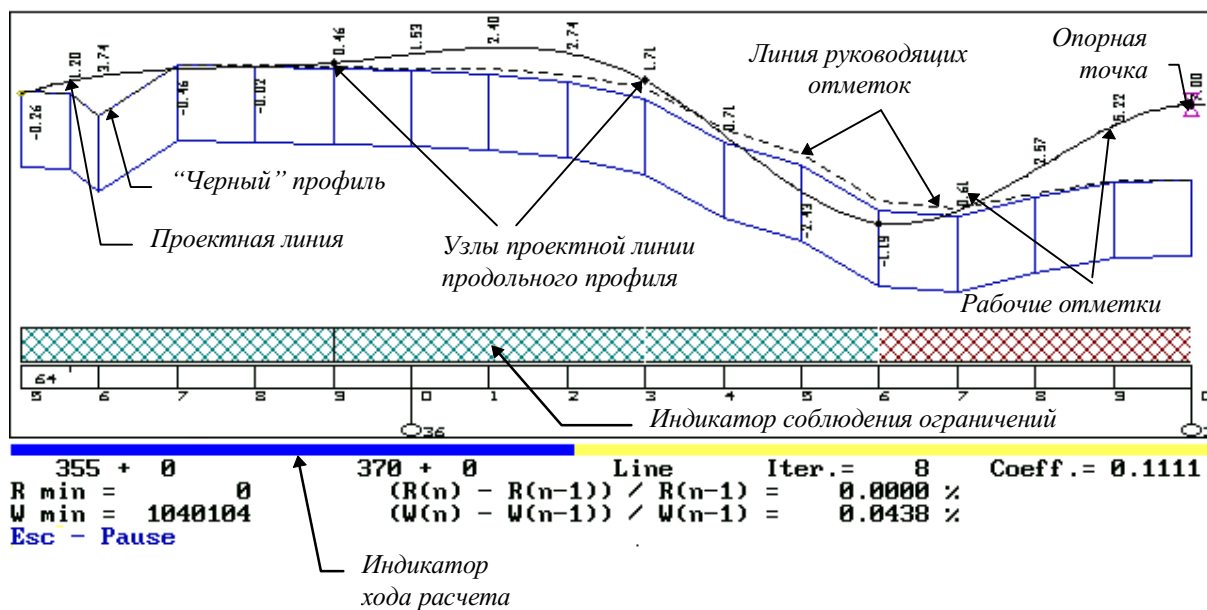 1.20
3.74
0.46
1.53
2.40
2.74
1.71
0.71
-0.26
-0.46
-0.02
-2.43
-1.19
0.61
2.57
5.22
7.00
Линия руководящих
отметок
Опорная
точка
“Черный” профиль
Проектная линия
Узлы проектной линии
продольного профиля
Рабочие отметки
64
5 6 7 8 9 0 1 2 3 4 5 6 7 8 9 0
36
Индикатор соблюдения ограничений
355 + 0 370 + 0 Line Iter.= 8 Coeff.= 0.1111
R min = 0 (R(n) - R(n-1)) / R(n-1) = 0.0000 %
W min = 1040104 (W(n) - W(n-1)) / W(n-1) = 0.0438 %
Esc - Pause
Индикатор
хода расчета